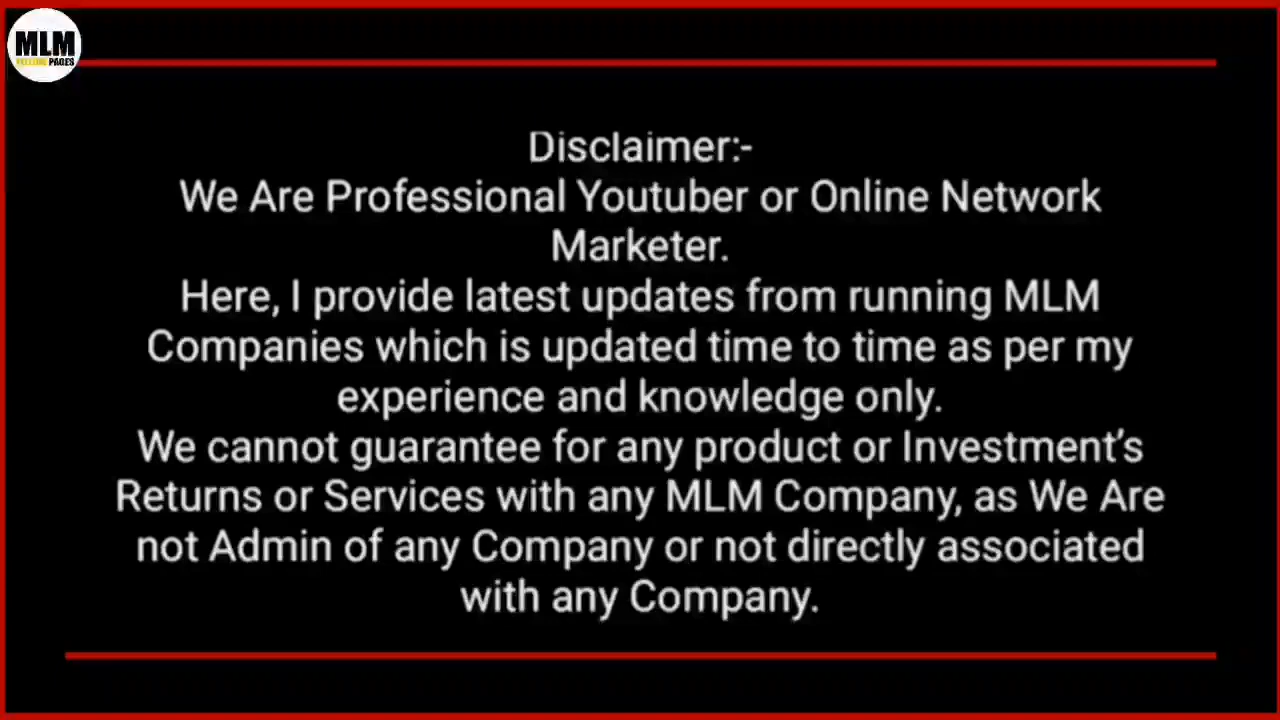 MLM
YELLOW PAGES
Disclaimer:-
We Are Professional Youtuber or Online Network
Marketer.
Here, I provide latest updates from running MLM
Companies which is updated time to time as per my
experience and knowledge only.
We cannot guarantee for any product or Investment’s
Returns or Services with any MLM Company, as We Are
not Admin of any Company or not directly associated
with any Company.